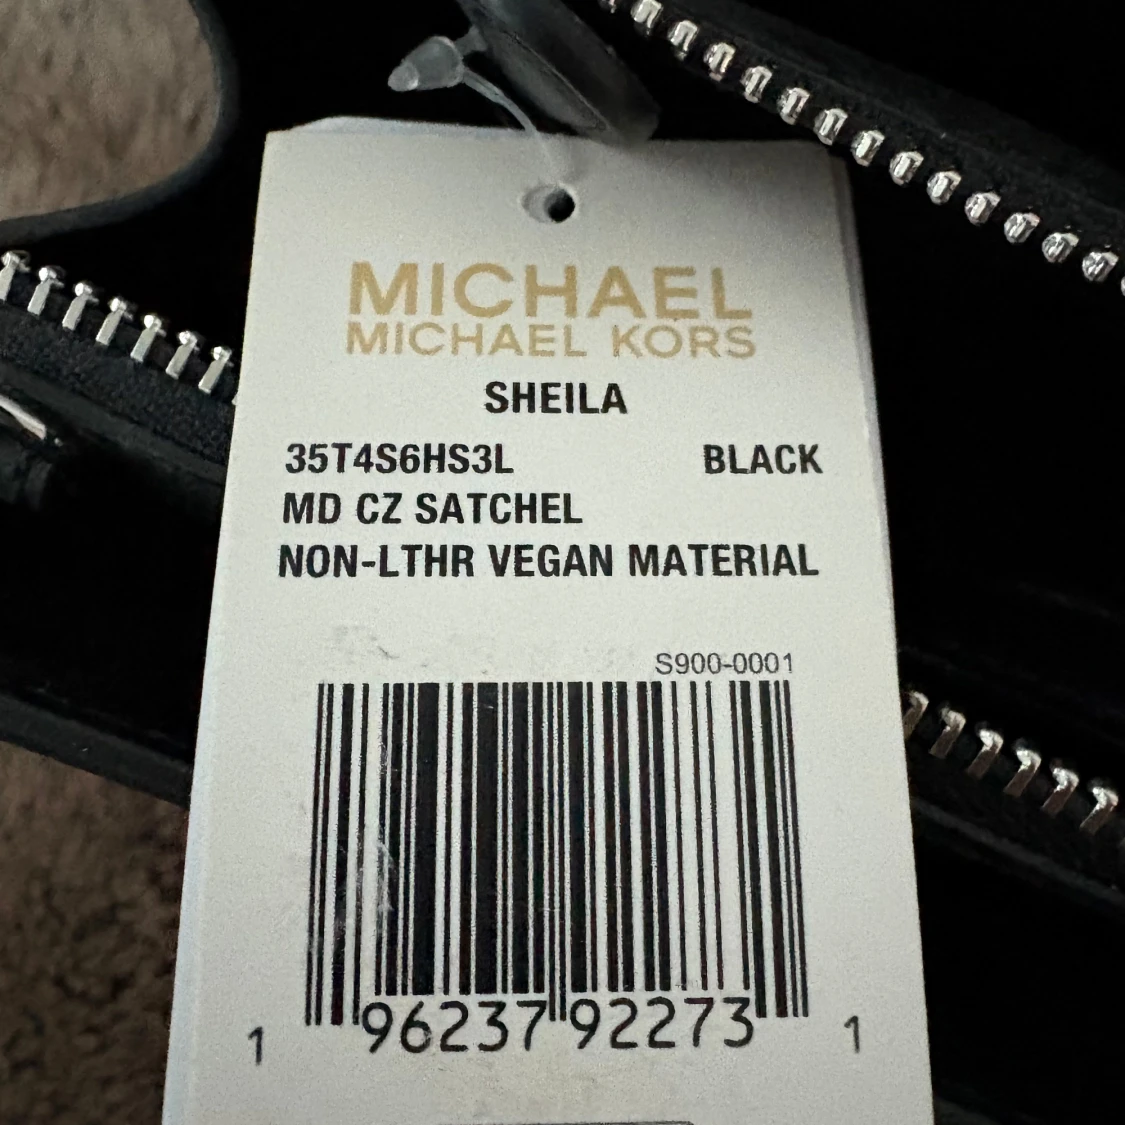 MICHAEL
MICHAEL KORS
SHEILA
35T4S6HS3L BLACK
MD CZ SATCHEL
NON-LTHR VEGAN MATERIAL
S900-0001
1 96237 92273 1